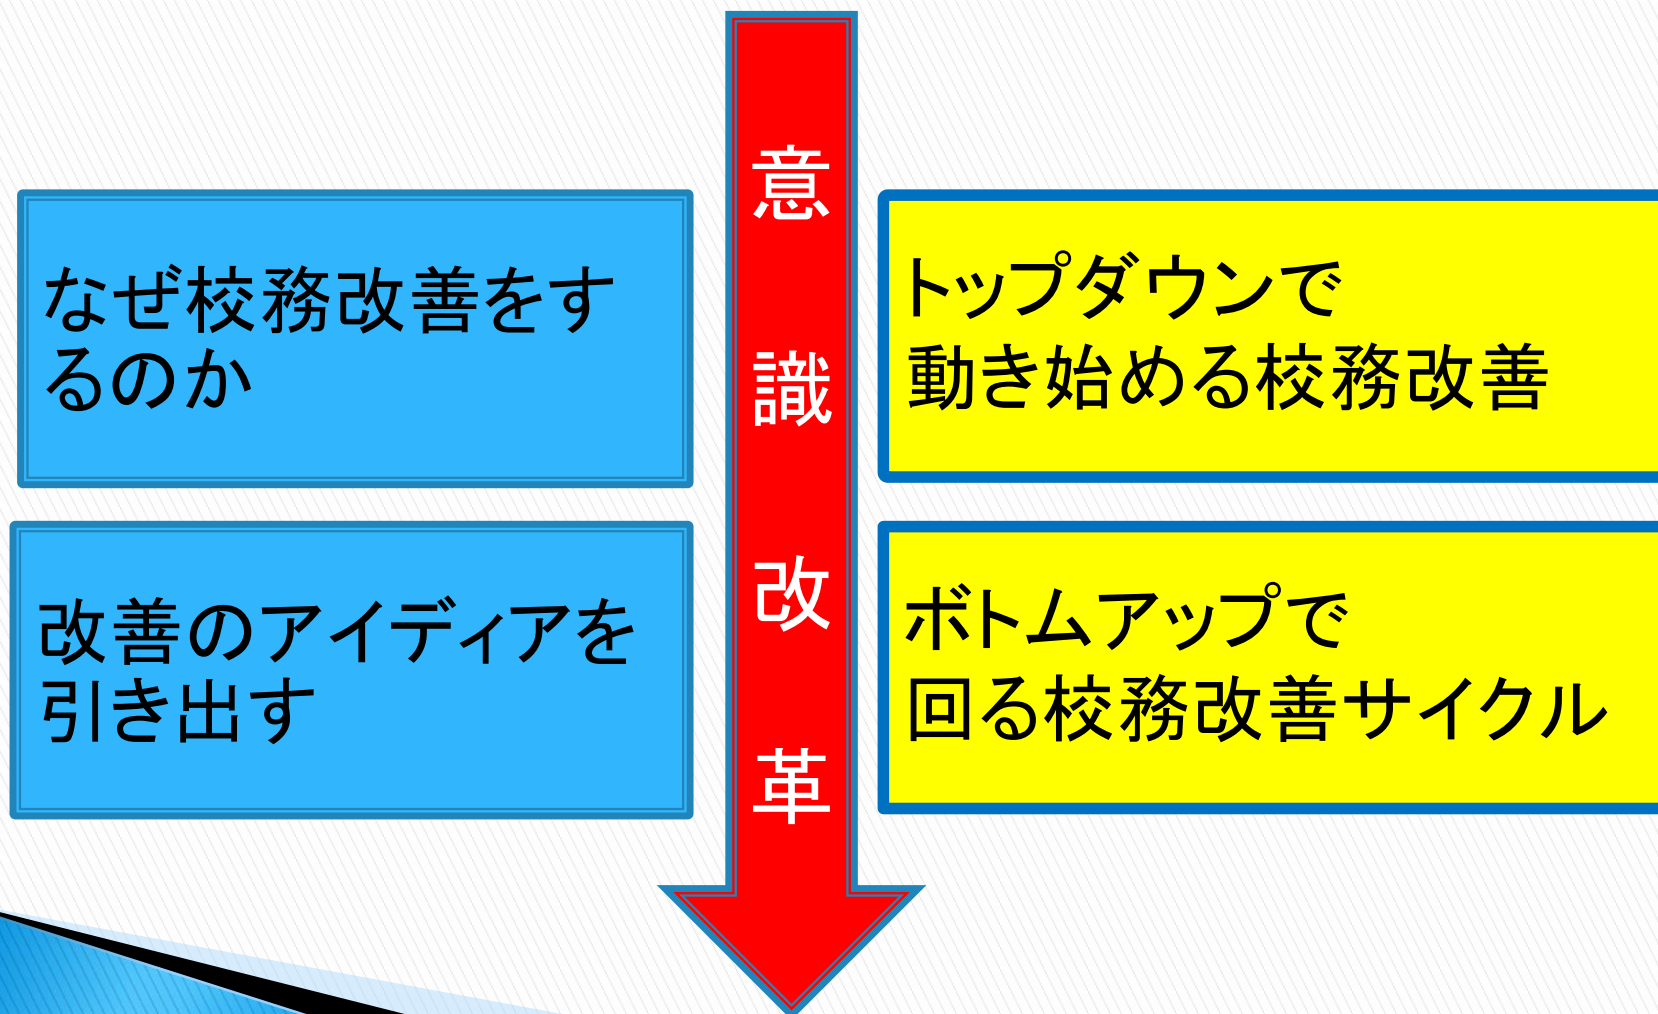 なぜ校務改善をす
るのか
改善のアイディアを
引き出す
意
識
改
革
トップダウンで
動き始める校務改善
ボトムアップで
回る校務改善サイクル